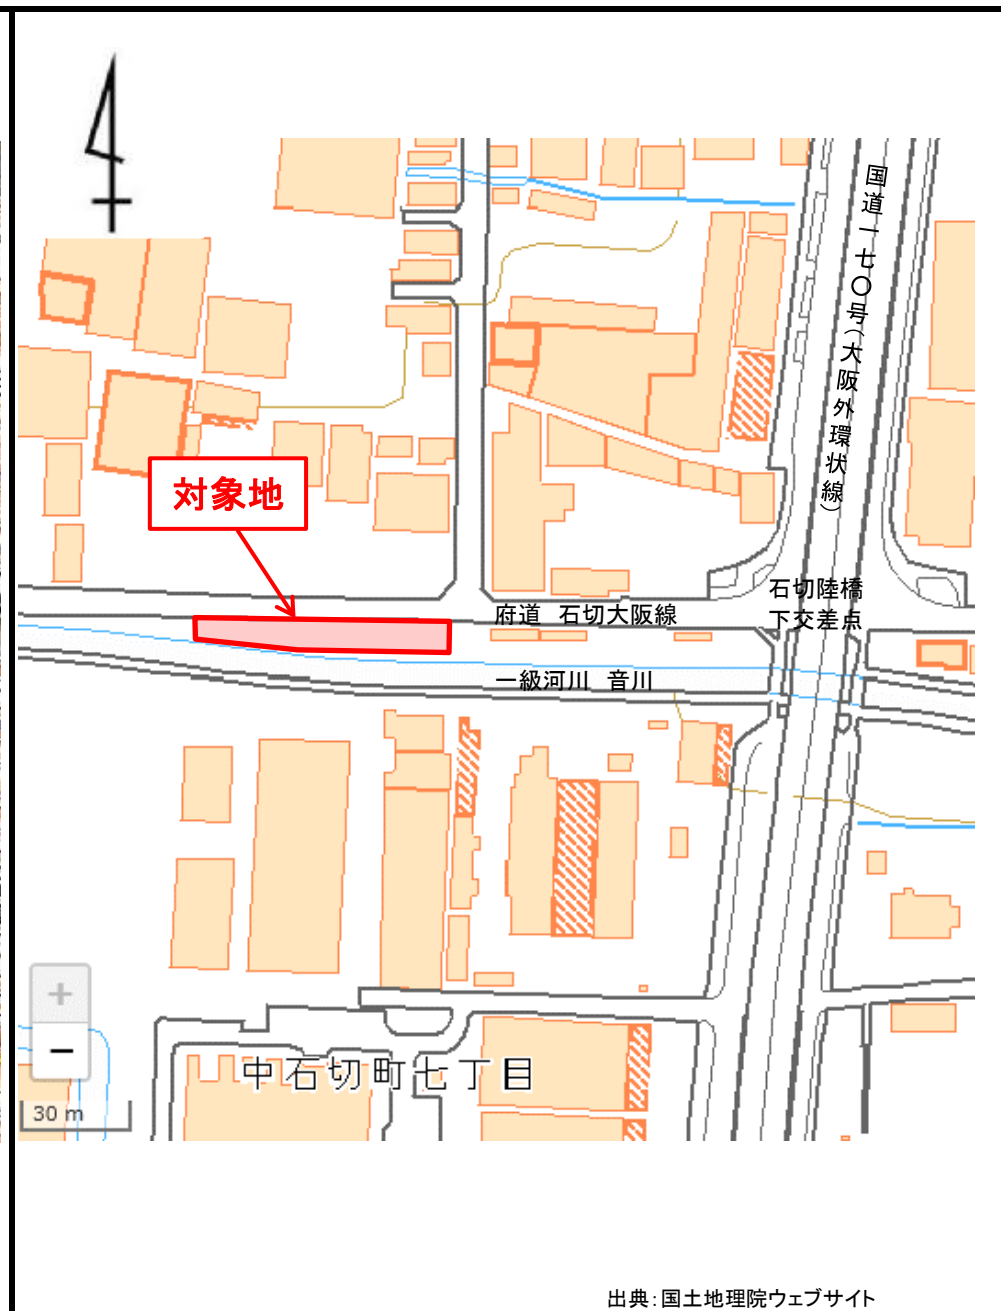 国道一七〇号（大阪外環状線）
対象地
石切陸橋
下交差点
府道　石切大阪線
一級河川　音川
＋
－
中石切町七丁目
30 m
出典：国土地理院ウェブサイト